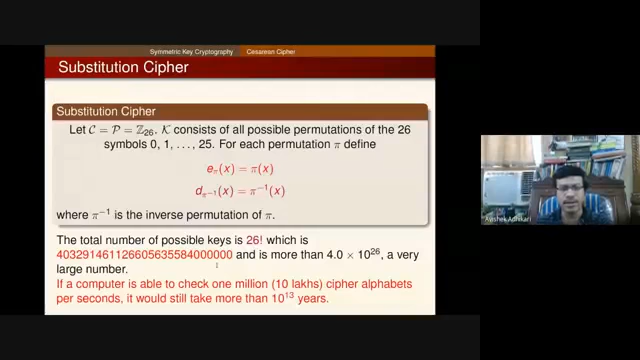 Symmetric Key Cryptography Cesarean Cipher
Substitution Cipher
Substitution Cipher
Let C = P = ℤ₂₆. K consists of all possible permutations of the 26
symbols 0, 1, . . . , 25. For each permutation π define
eπ(x) = π(x)
dπ⁻¹(x) = π⁻¹(x)
where π⁻¹ is the inverse permutation of π.
The total number of possible keys is 26! which is
403291461126605635584000000 and is more than 4.0 × 10²⁶, a very
large number.
If a computer is able to check one million (10 lakhs) cipher alphabets
per seconds, it would still take more than 10¹³ years.
Avishek Adhikari